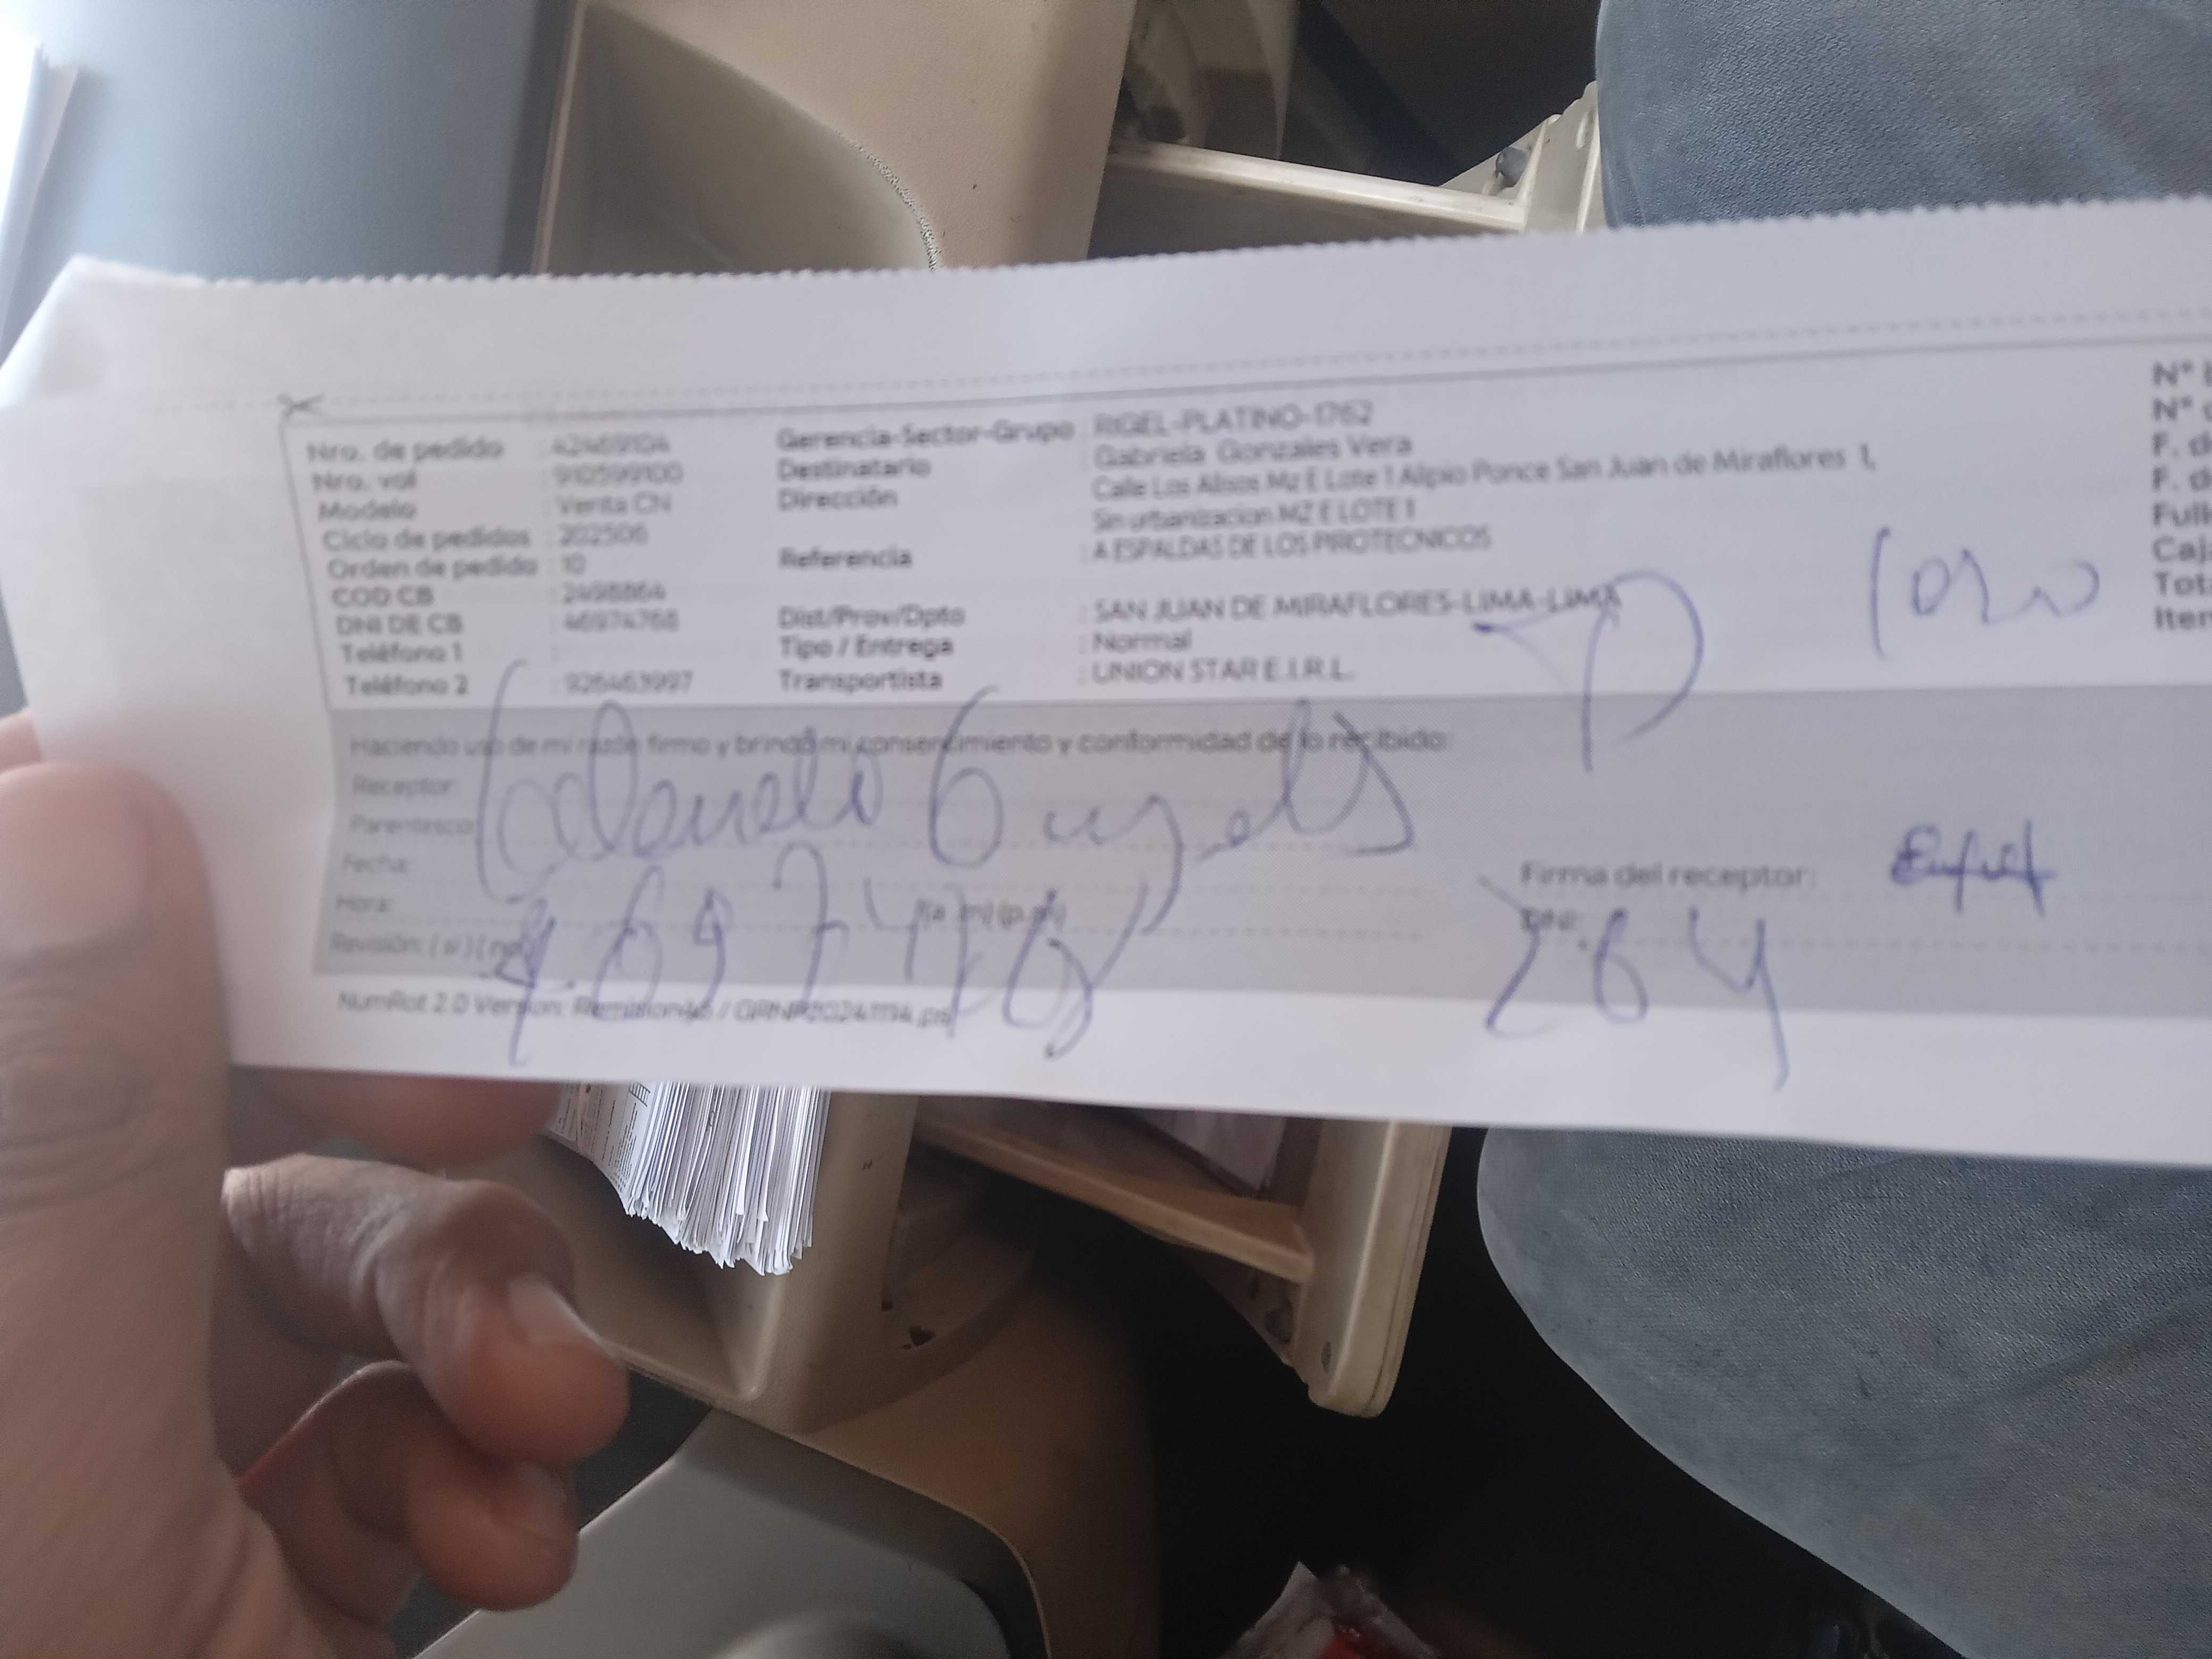 Nro. de pedido : 42469104
Nro. vol : 910599100
Modelo : Venta CN
Ciclo de pedidos : 202506
Orden de pedido : 10
COD CB : 2498864
DNI DE CB : 46974768
Teléfono 1 :
Teléfono 2 : 926463997
Gerencia-Sector-Grupo : RIGEL-PLATINO-1762
Destinatario : Gabriela Gonzales Vera
Dirección : Calle Los Alisos Mz E Lote 1 Alipio Ponce San Juan de Miraflores 1,
Sin urbanizacion MZ E LOTE 1
Referencia : A ESPALDAS DE LOS PIROTECNICOS
Dist/Prov/Dpto : SAN JUAN DE MIRAFLORES-LIMA-LIMA
Tipo / Entrega : Normal
Transportista : UNION STAR E.I.R.L.
N°
N°
F. d
F. d
Full
Caj
Tot
Iter
Haciendo uso de mi firmo y brindo mi consentimiento y conformidad de lo recibido:
Receptor:
Parentesco:
Fecha:
Hora: (a.m) (p.m)
Revisión: (si) (no)
Firma del receptor:
DNI:
264
NumRot 2.0 Version: